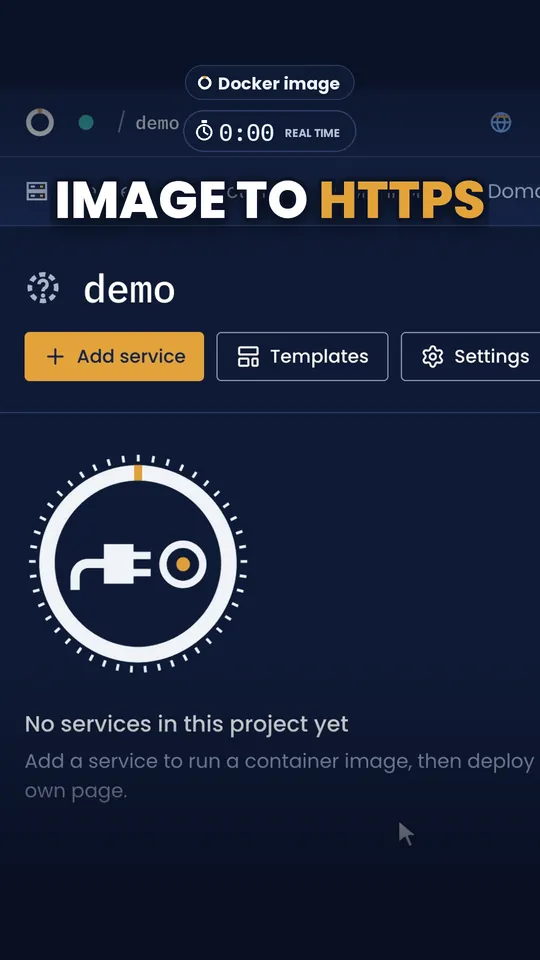 Docker image
/ demo
0:00 REAL TIME
IMAGE TO HTTPS
demo
Add service
Templates
Settings
No services in this project yet
Add a service to run a container image, then deploy
own page.